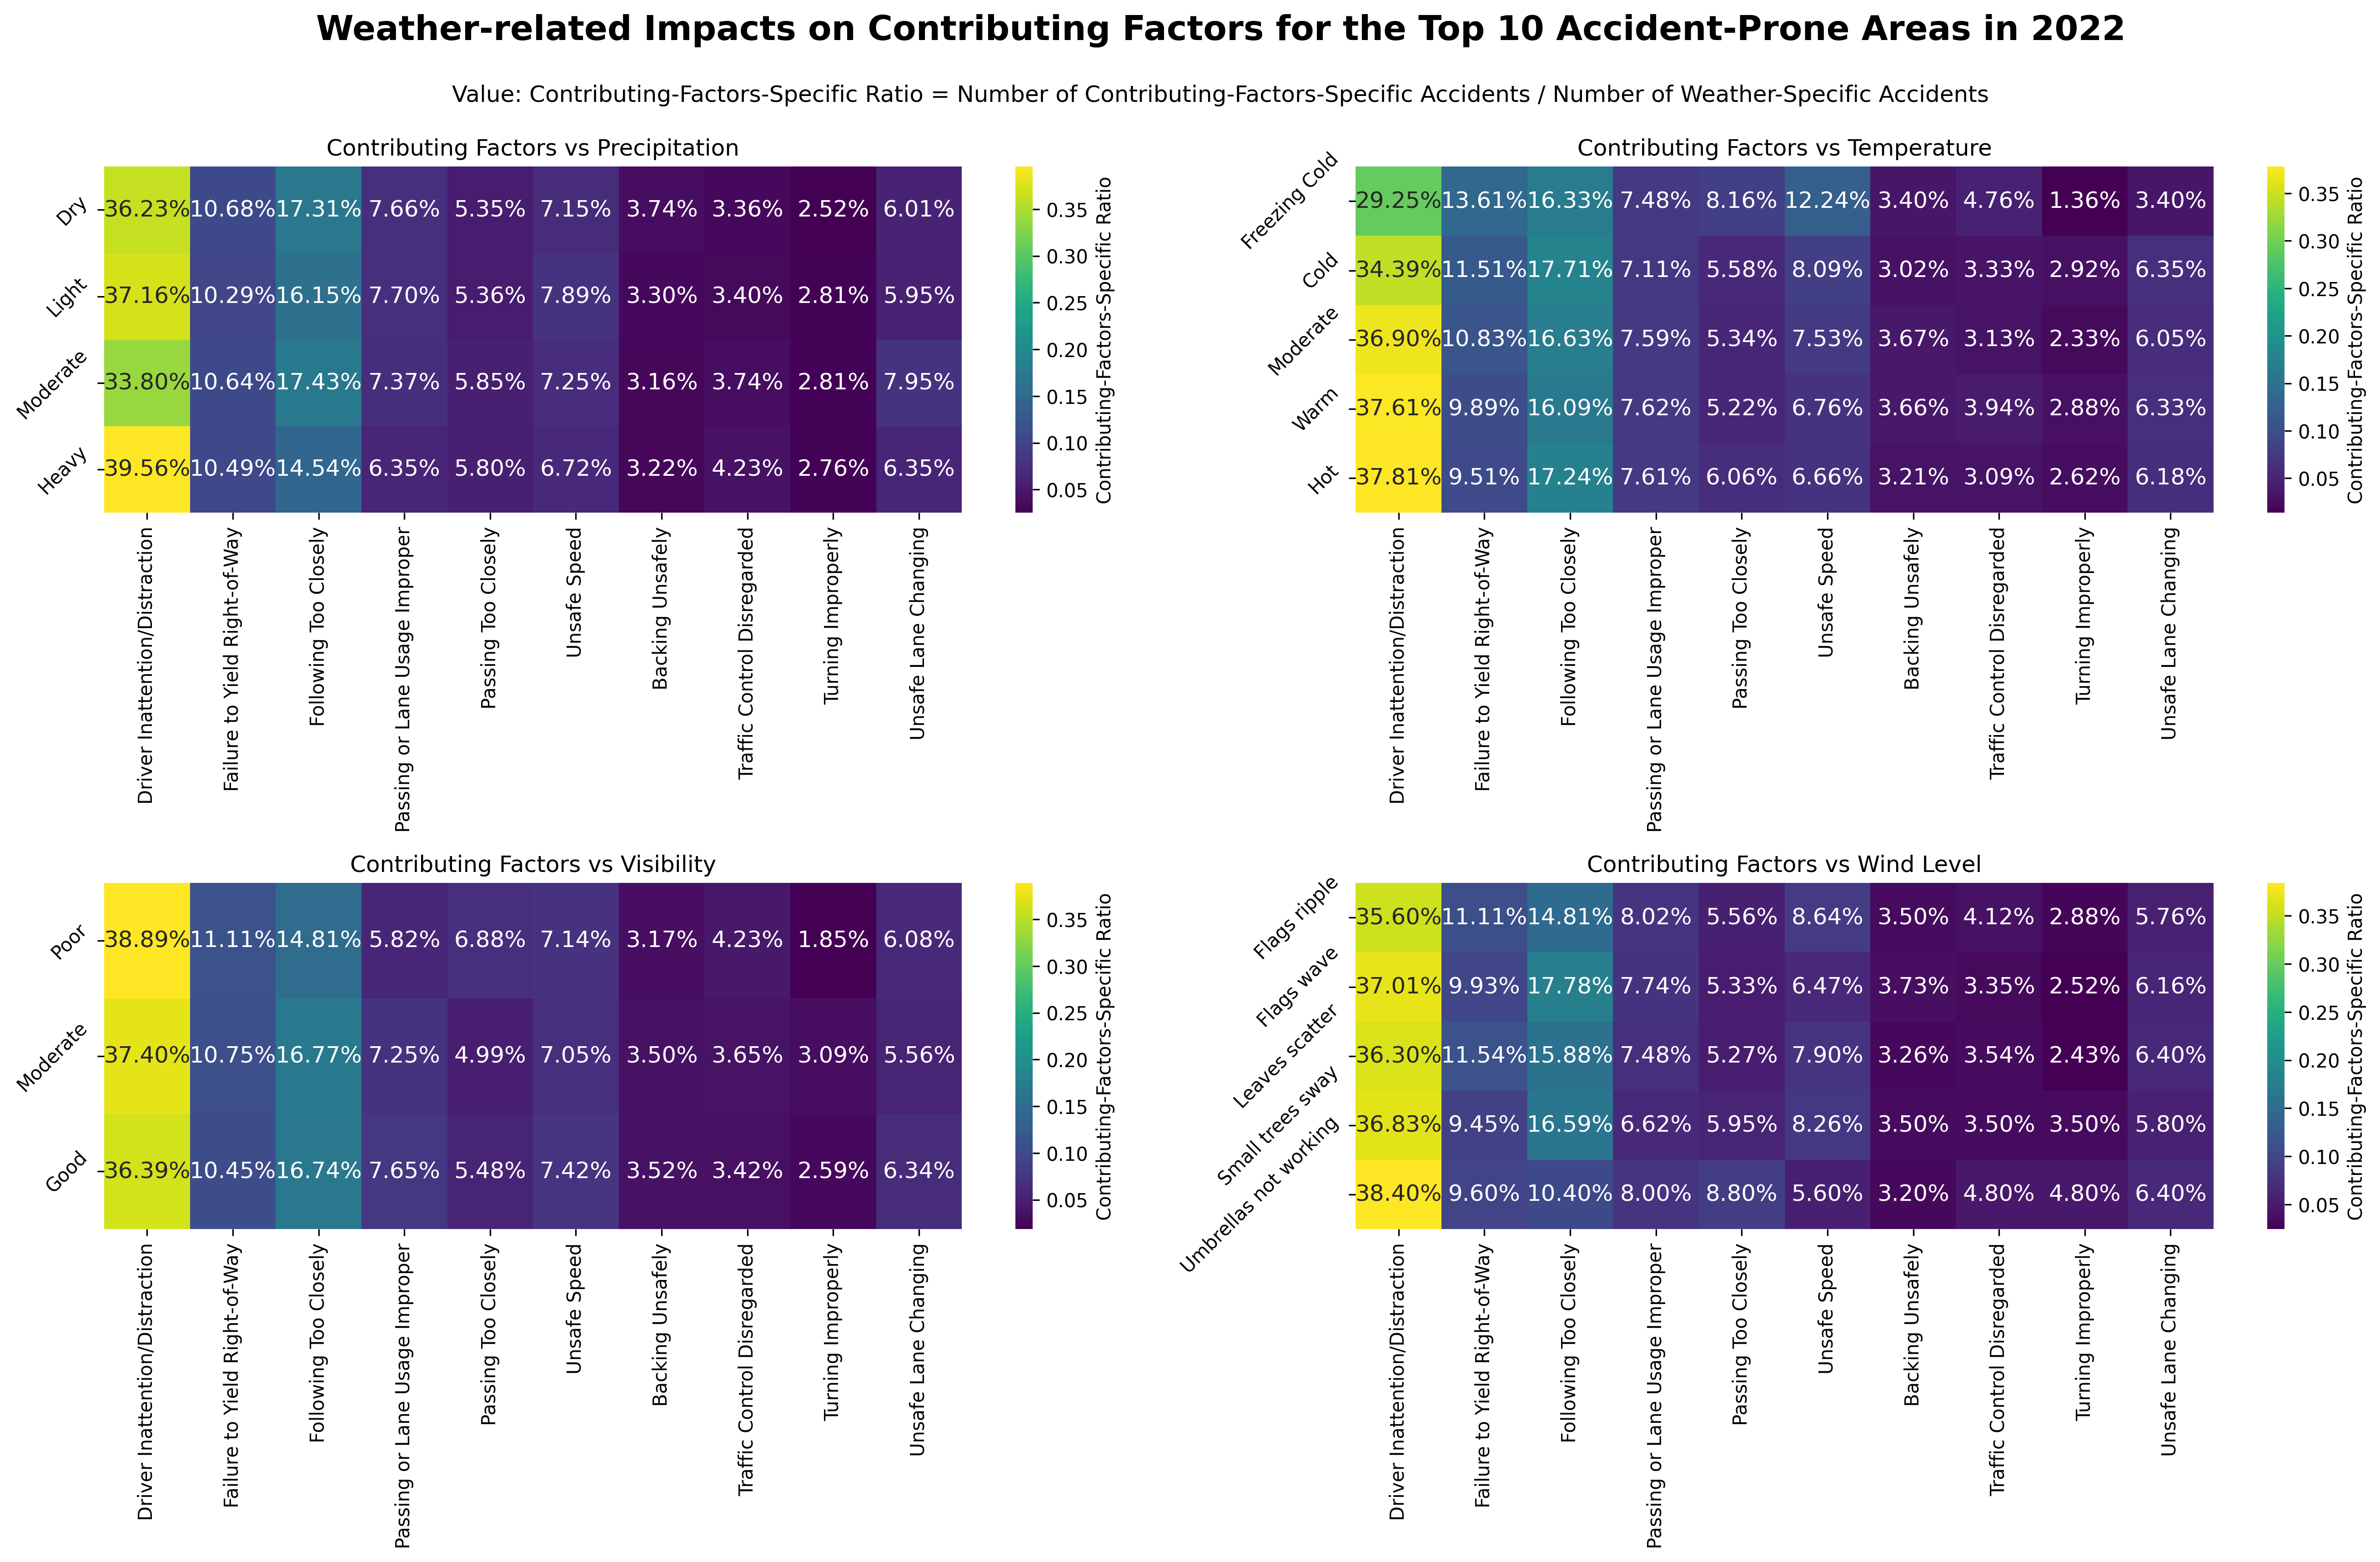 Weather-related Impacts on Contributing Factors for the Top 10 Accident-Prone Areas in 2022
Value: Contributing-Factors-Specific Ratio = Number of Contributing-Factors-Specific Accidents / Number of Weather-Specific Accidents
Contributing Factors vs Precipitation
Dry 36.23% 10.68% 17.31% 7.66% 5.35% 7.15% 3.74% 3.36% 2.52% 6.01%
Light 37.16% 10.29% 16.15% 7.70% 5.36% 7.89% 3.30% 3.40% 2.81% 5.95%
Moderate 33.80% 10.64% 17.43% 7.37% 5.85% 7.25% 3.16% 3.74% 2.81% 7.95%
Heavy 39.56% 10.49% 14.54% 6.35% 5.80% 6.72% 3.22% 4.23% 2.76% 6.35%
Driver Inattention/Distraction
Failure to Yield Right-of-Way
Following Too Closely
Passing or Lane Usage Improper
Passing Too Closely
Unsafe Speed
Backing Unsafely
Traffic Control Disregarded
Turning Improperly
Unsafe Lane Changing
0.35
0.30
0.25
0.20
0.15
0.10
0.05
Contributing-Factors-Specific Ratio
Contributing Factors vs Temperature
Freezing Cold 29.25% 13.61% 16.33% 7.48% 8.16% 12.24% 3.40% 4.76% 1.36% 3.40%
Cold 34.39% 11.51% 17.71% 7.11% 5.58% 8.09% 3.02% 3.33% 2.92% 6.35%
Moderate 36.90% 10.83% 16.63% 7.59% 5.34% 7.53% 3.67% 3.13% 2.33% 6.05%
Warm 37.61% 9.89% 16.09% 7.62% 5.22% 6.76% 3.66% 3.94% 2.88% 6.33%
Hot 37.81% 9.51% 17.24% 7.61% 6.06% 6.66% 3.21% 3.09% 2.62% 6.18%
Driver Inattention/Distraction
Failure to Yield Right-of-Way
Following Too Closely
Passing or Lane Usage Improper
Passing Too Closely
Unsafe Speed
Backing Unsafely
Traffic Control Disregarded
Turning Improperly
Unsafe Lane Changing
0.35
0.30
0.25
0.20
0.15
0.10
0.05
Contributing-Factors-Specific Ratio
Contributing Factors vs Visibility
Poor 38.89% 11.11% 14.81% 5.82% 6.88% 7.14% 3.17% 4.23% 1.85% 6.08%
Moderate 37.40% 10.75% 16.77% 7.25% 4.99% 7.05% 3.50% 3.65% 3.09% 5.56%
Good 36.39% 10.45% 16.74% 7.65% 5.48% 7.42% 3.52% 3.42% 2.59% 6.34%
Driver Inattention/Distraction
Failure to Yield Right-of-Way
Following Too Closely
Passing or Lane Usage Improper
Passing Too Closely
Unsafe Speed
Backing Unsafely
Traffic Control Disregarded
Turning Improperly
Unsafe Lane Changing
0.35
0.30
0.25
0.20
0.15
0.10
0.05
Contributing-Factors-Specific Ratio
Contributing Factors vs Wind Level
Flags ripple 35.60% 11.11% 14.81% 8.02% 5.56% 8.64% 3.50% 4.12% 2.88% 5.76%
Flags wave 37.01% 9.93% 17.78% 7.74% 5.33% 6.47% 3.73% 3.35% 2.52% 6.16%
Leaves scatter 36.30% 11.54% 15.88% 7.48% 5.27% 7.90% 3.26% 3.54% 2.43% 6.40%
Small trees sway 36.83% 9.45% 16.59% 6.62% 5.95% 8.26% 3.50% 3.50% 3.50% 5.80%
Umbrellas not working 38.40% 9.60% 10.40% 8.00% 8.80% 5.60% 3.20% 4.80% 4.80% 6.40%
Driver Inattention/Distraction
Failure to Yield Right-of-Way
Following Too Closely
Passing or Lane Usage Improper
Passing Too Closely
Unsafe Speed
Backing Unsafely
Traffic Control Disregarded
Turning Improperly
Unsafe Lane Changing
0.35
0.30
0.25
0.20
0.15
0.10
0.05
Contributing-Factors-Specific Ratio